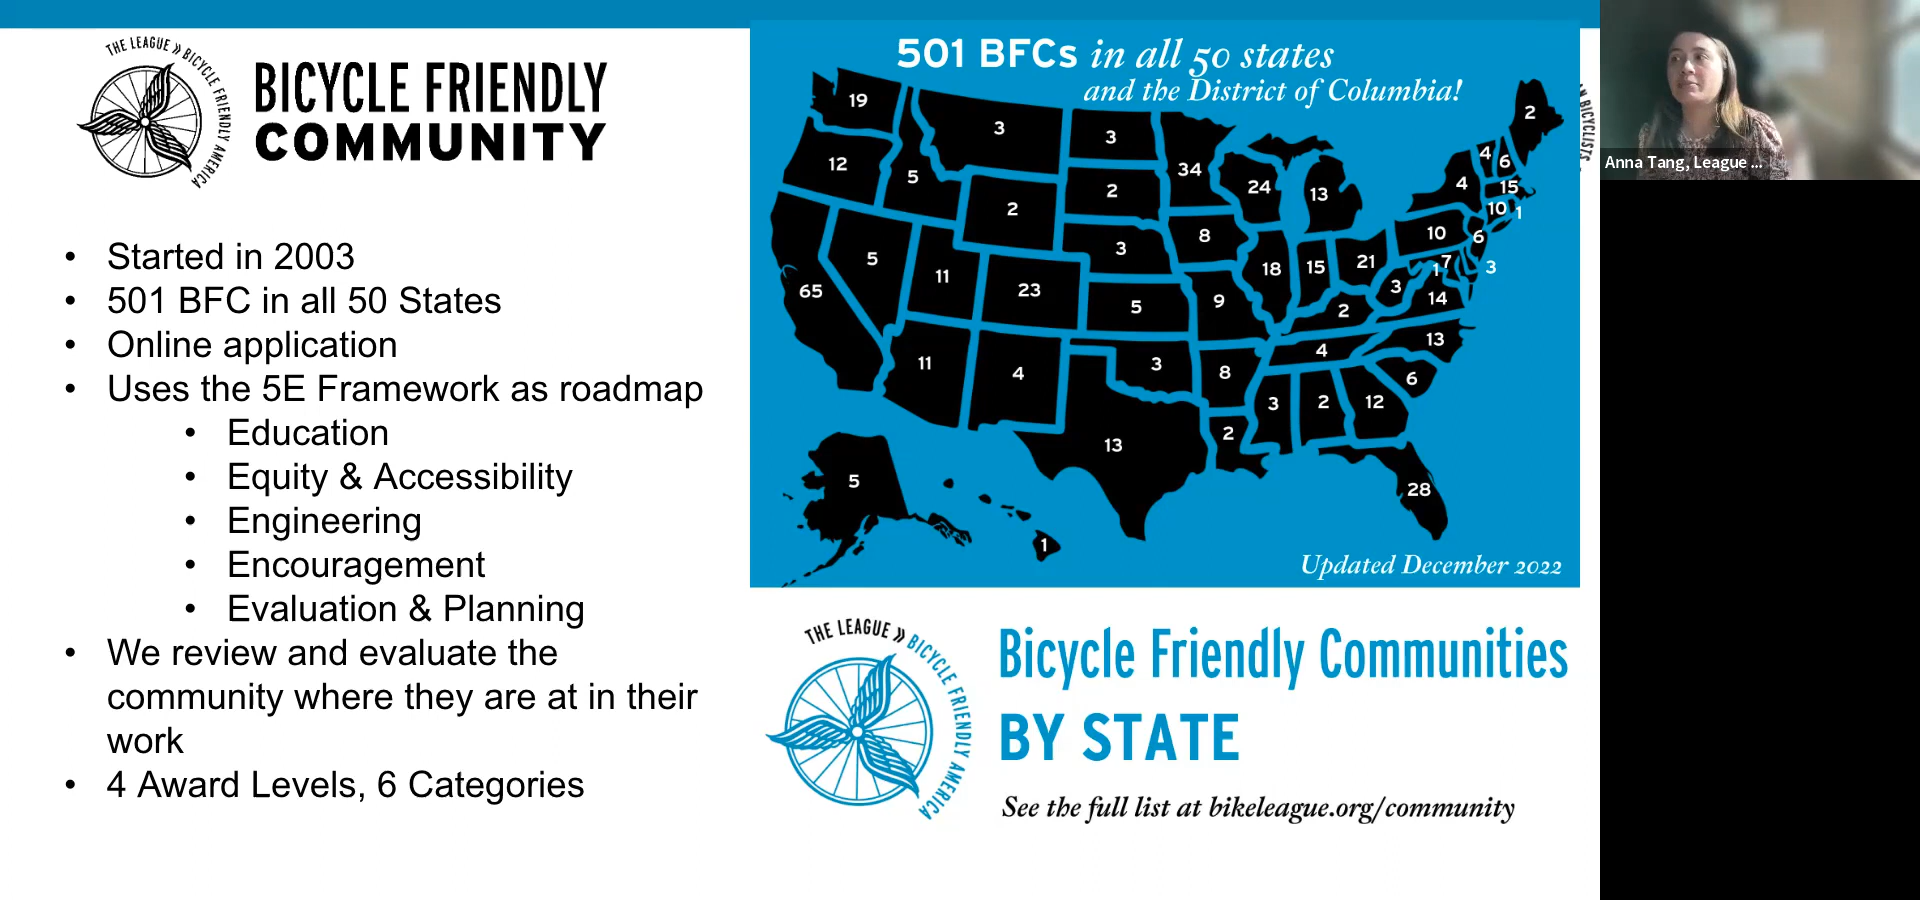 THE LEAGUE » BICYCLE FRIENDLY AMERICA
BICYCLE FRIENDLY
COMMUNITY
• Started in 2003
• 501 BFC in all 50 States
• Online application
• Uses the 5E Framework as roadmap
• Education
• Equity & Accessibility
• Engineering
• Encouragement
• Evaluation & Planning
• We review and evaluate the
community where they are at in their
work
• 4 Award Levels, 6 Categories
501 BFCs in all 50 states
and the District of Columbia!
19
3
3
34
2
12
5
2
24
13
4
4
6
15
2
10
1
5
11
3
8
10
6
65
23
18
15
21
7
1
3
5
9
3
14
2
11
4
3
8
4
13
6
3
2
12
13
2
5
28
1
Updated December 2022
THE LEAGUE » BICYCLE FRIENDLY AMERICA
Bicycle Friendly Communities
BY STATE
See the full list at bikeleague.org/community
BICYCLISTS
Anna Tang, League ...